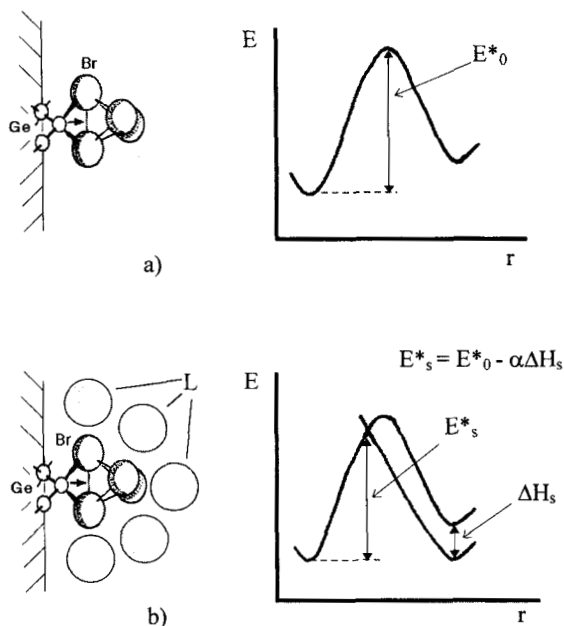 E
E*₀
Br
Ge
r
a)
E*ₛ = E*₀ - αΔHₛ
L
E
Br
E*ₛ
Ge
ΔHₛ
b)
r